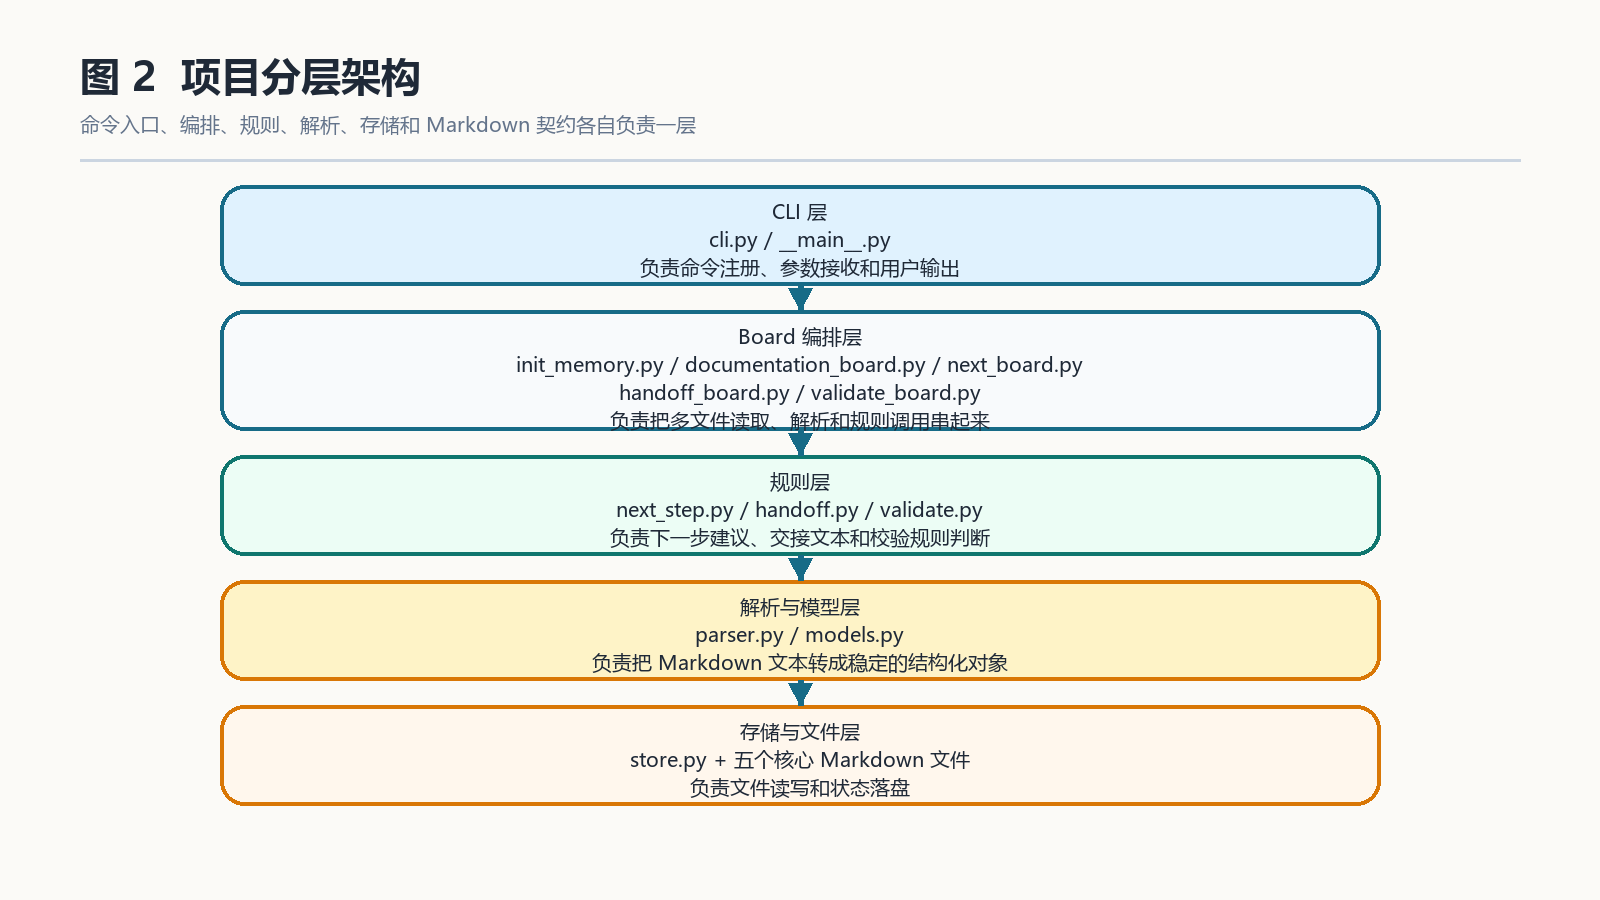 图 2 项目分层架构
命令入口、编排、规则、解析、存储和 Markdown 契约各自负责一层
CLI 层
cli.py / __main__.py
负责命令注册、参数接收和用户输出
Board 编排层
init_memory.py / documentation_board.py / next_board.py
handoff_board.py / validate_board.py
负责把多文件读取、解析和规则调用串起来
规则层
next_step.py / handoff.py / validate.py
负责下一步建议、交接文本和校验规则判断
解析与模型层
parser.py / models.py
负责把 Markdown 文本转成稳定的结构化对象
存储与文件层
store.py + 五个核心 Markdown 文件
负责文件读写和状态落盘